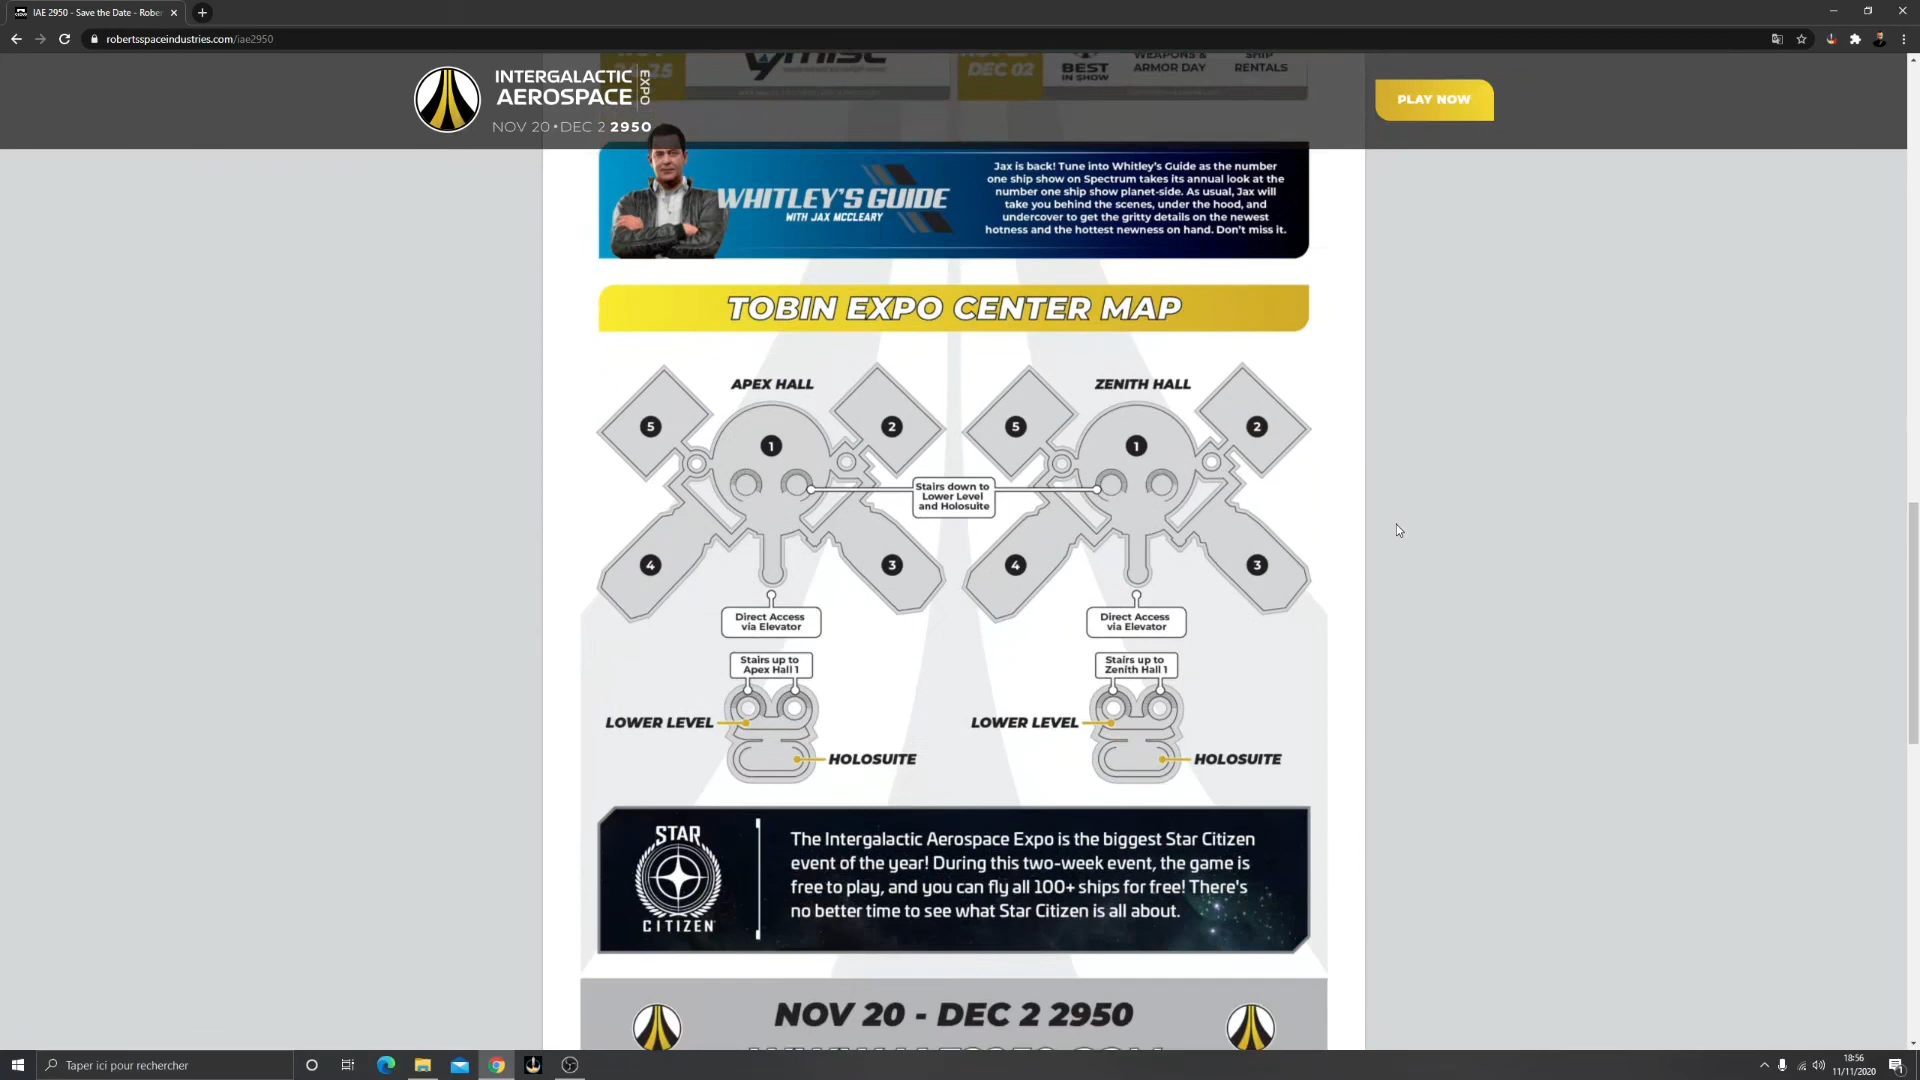 IAE 2950 - Save the Date - Rober
robertsspaceindustries.com/iae2950
INTERGALACTIC
AEROSPACE
EXPO
NOV 20 • DEC 2 2950
DEC 02
BEST
IN SHOW
WEAPONS &
ARMOR DAY
SHIP
RENTALS
PLAY NOW
WHITLEY'S GUIDE
WITH JAX MCCLEARY
Jax is back! Tune into Whitley's Guide as the number
one ship show on Spectrum takes its annual look at the
number one ship show planet-side. As usual, Jax will
take you behind the scenes, under the hood, and
undercover to get the gritty details on the newest
hotness and the hottest newness on hand. Don't miss it.
TOBIN EXPO CENTER MAP
APEX HALL
5
1
2
4
3
ZENITH HALL
5
1
2
4
3
Stairs down to
Lower Level
and Holosuite
Direct Access
via Elevator
Direct Access
via Elevator
Stairs up to
Apex Hall 1
Stairs up to
Zenith Hall 1
LOWER LEVEL
HOLOSUITE
LOWER LEVEL
HOLOSUITE
STAR
CITIZEN
The Intergalactic Aerospace Expo is the biggest Star Citizen
event of the year! During this two-week event, the game is
free to play, and you can fly all 100+ ships for free! There's
no better time to see what Star Citizen is all about.
NOV 20 - DEC 2 2950
Taper ici pour rechercher
18:56
11/11/2020